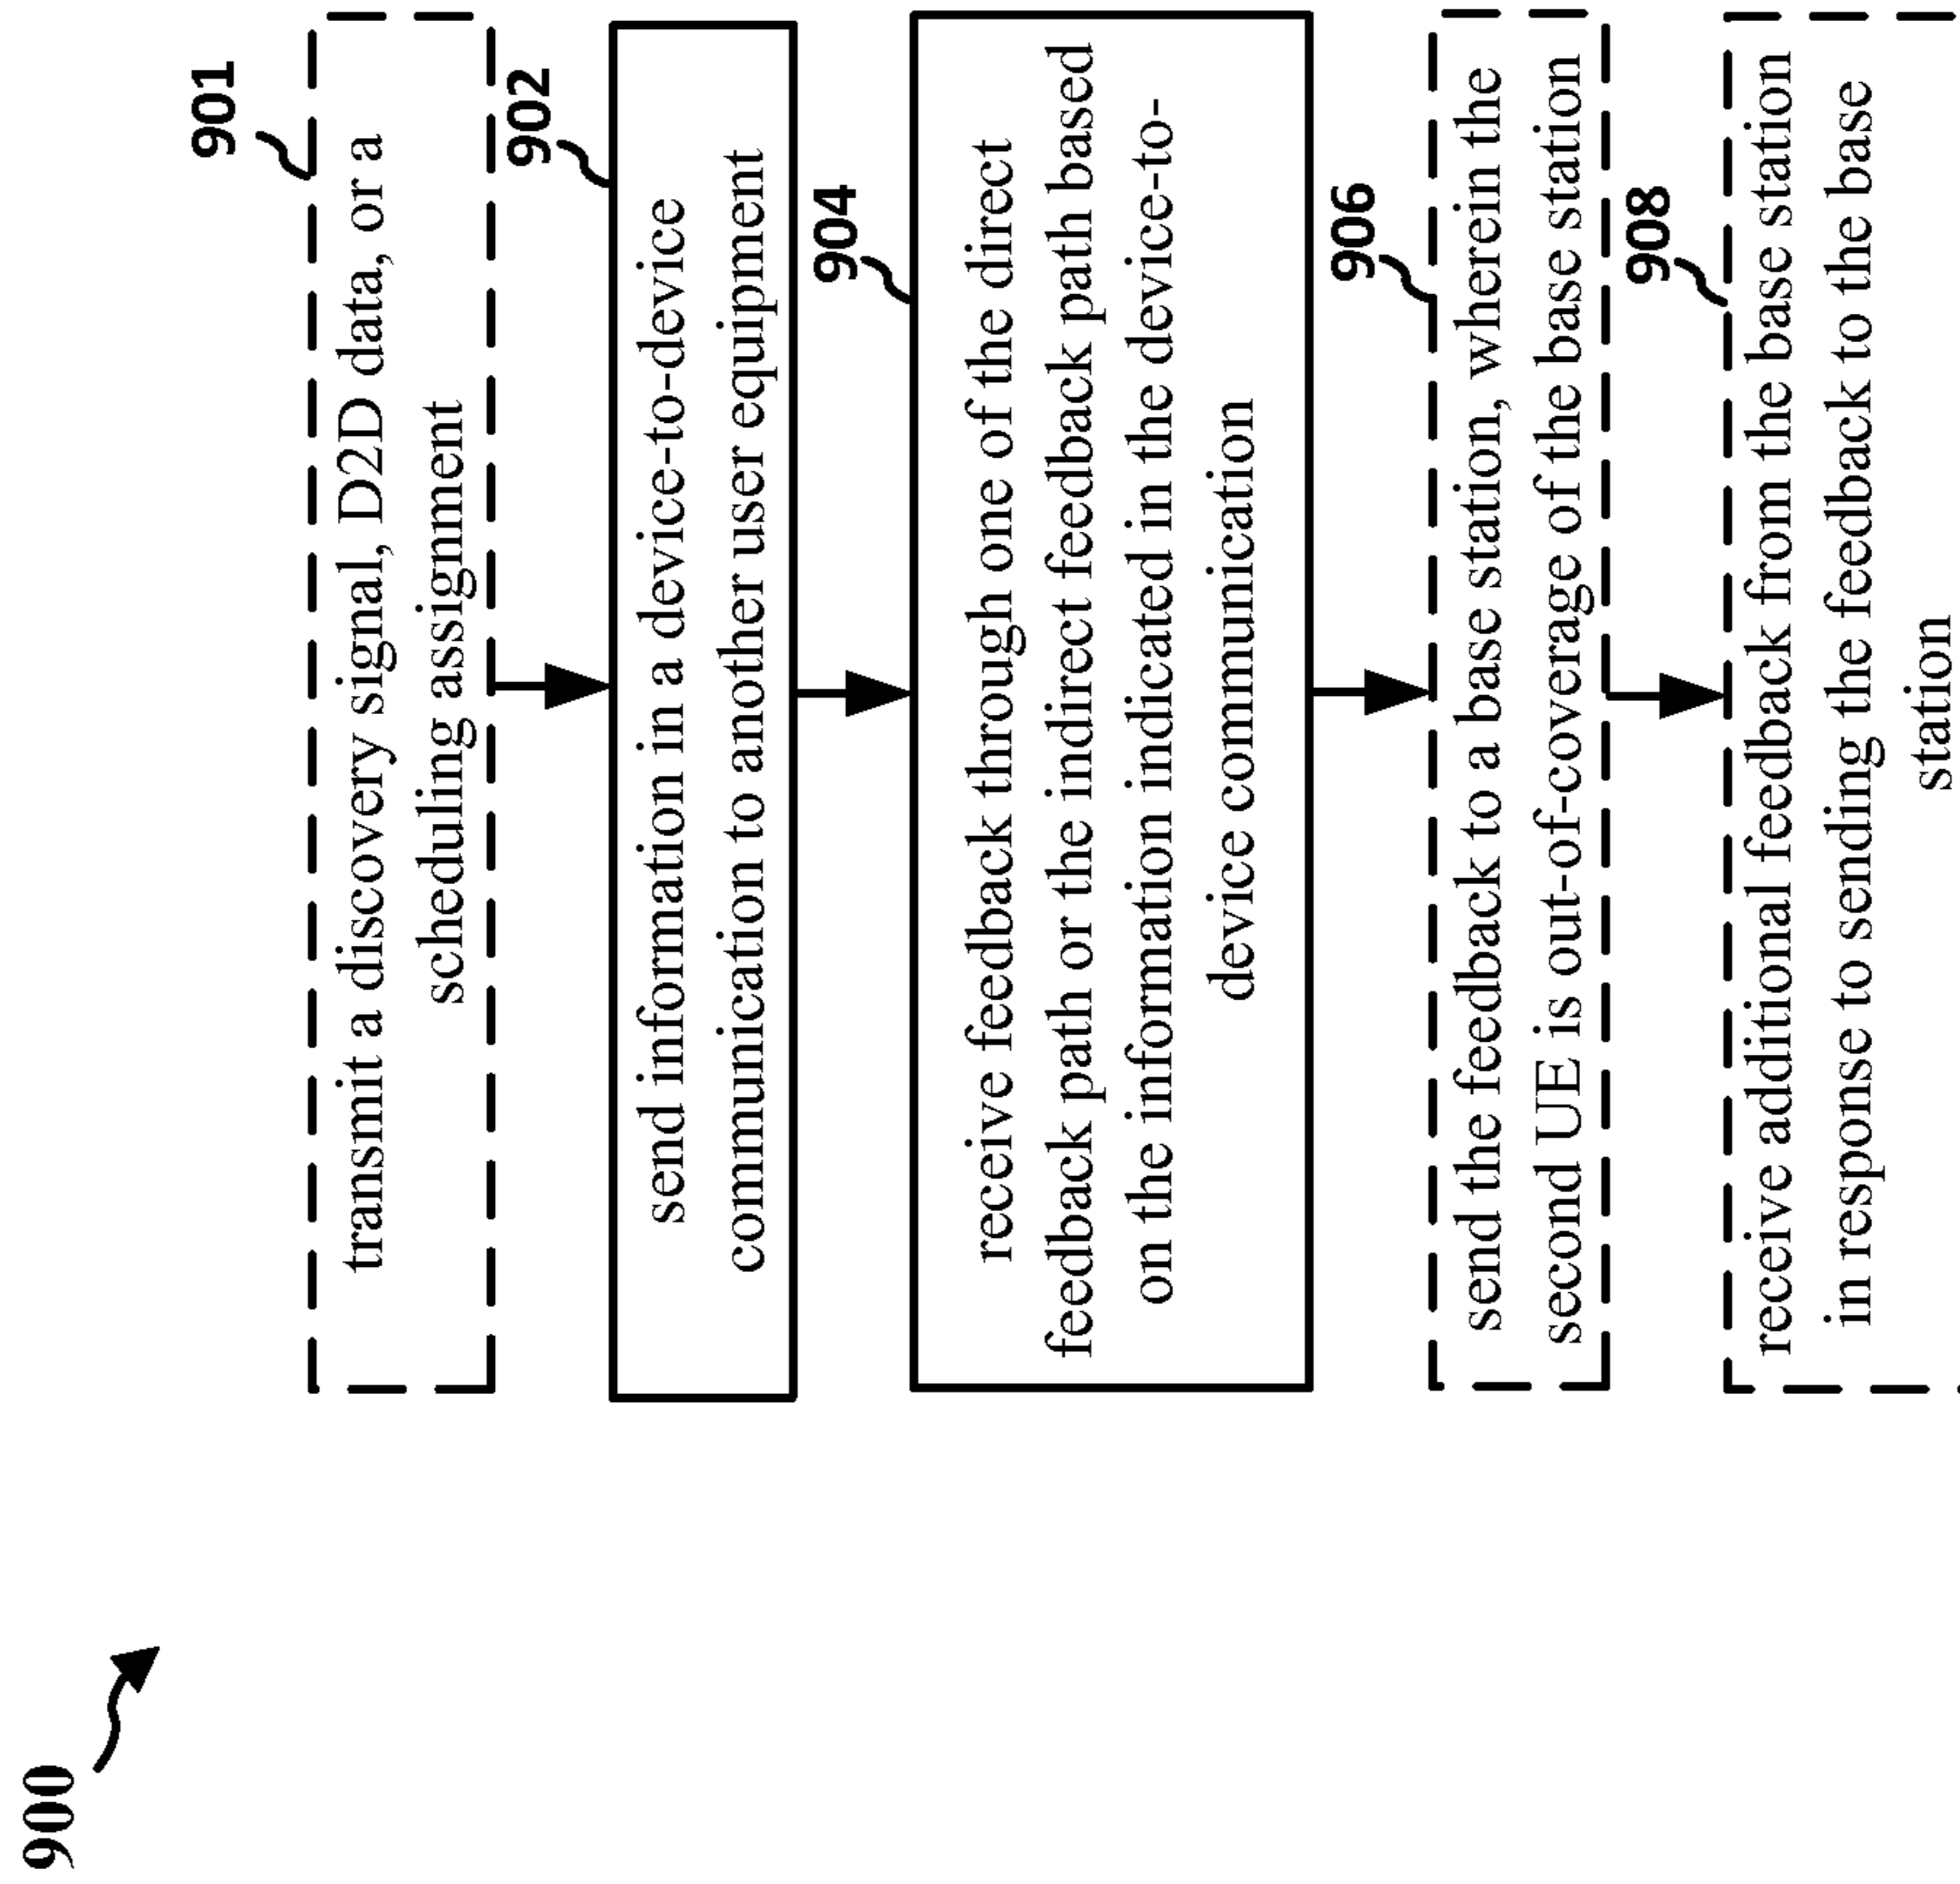 900
901
transmit a discovery signal, D2D data, or a
scheduling assignment
902
send information in a device-to-device
communication to another user equipment
904
receive feedback through one of the direct
feedback path or the indirect feedback path based
on the information indicated in the device-to-
device communication
906
send the feedback to a base station, wherein the
second UE is out-of-coverage of the base station
908
receive additional feedback from the base station
in response to sending the feedback to the base
station